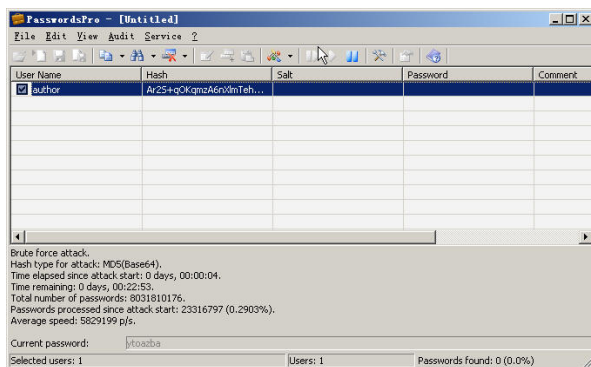 PasswordsPro - [Untitled]
File Edit View Audit Service ?
User Name Hash Salt Password Comment
author Ar2S+qOKqmzA6nXlmTeh...
Brute force attack.
Hash type for attack: MD5(Base64).
Time elapsed since attack start: 0 days, 00:00:04.
Time remaining: 0 days, 00:22:53.
Total number of passwords: 8031810176.
Passwords processed since attack start: 23316797 (0.2903%).
Average speed: 5829199 p/s.
Current password: ytoazba
Selected users: 1 Users: 1 Passwords found: 0 (0.0%)